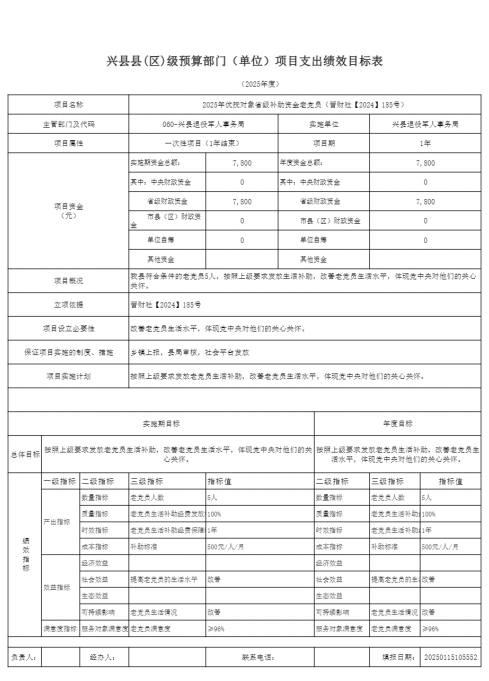 兴县县(区)级预算部门（单位）项目支出绩效目标表
（2025年度）
项目名称 2025年优抚对象省级补助资金老党员（晋财社【2024】185号）
主管部门及代码 060-兴县退役军人事务局 实施单位 兴县退役军人事务局
项目属性 一次性项目（1年结束） 项目期 1年
项目资金
（元）
实施期资金总额： 7,800 年度资金总额： 7,800
其中：中央财政资金 0 其中：中央财政资金 0
省级财政资金 7,800 省级财政资金 7,800
市县（区）财政资金 0 市县（区）财政资金 0
单位自筹 0 单位自筹 0
其他资金 其他资金
项目概况 我县符合条件的老党员5人，按照上级要求发放生活补助，改善老党员生活水平，体现党中央对他们的关心关怀。
立项依据 晋财社【2024】185号
项目设立必要性 改善老党员生活水平，体现党中央对他们的关心关怀。
保证项目实施的制度、措施 乡镇上报，县局审核，社会平台发放
项目实施计划 按照上级要求发放老党员生活补助，改善老党员生活水平，体现党中央对他们的关心关怀。
实施期目标 年度目标
总体目标 按照上级要求发放老党员生活补助，改善老党员生活水平，体现党中央对他们的关心关怀。 按照上级要求发放老党员生活补助，改善老党员生活水平，体现党中央对他们的关心关怀。
绩效指标
一级指标 二级指标 三级指标 指标值 二级指标 三级指标 指标值
产出指标
数量指标 老党员人数 5人 数量指标 老党员人数 5人
质量指标 老党员生活补助经费发放 100% 质量指标 老党员生活补助 100%
时效指标 老党员生活补助经费保障 1年 时效指标 老党员生活补助 1年
成本指标 补助标准 500元/人/月 成本指标 补助标准 500元/人/月
效益指标
经济效益 经济效益
社会效益 提高老党员的生活水平 改善 社会效益 提高老党员的生 改善
生态效益 生态效益
可持续影响 老党员生活情况 改善 可持续影响 老党员生活情况 改善
满意度指标 服务对象满意度 老党员满意度 ≥96% 服务对象满意度 老党员满意度 ≥96%
负责人： 经办人： 联系电话： 填报日期： 20250115105552